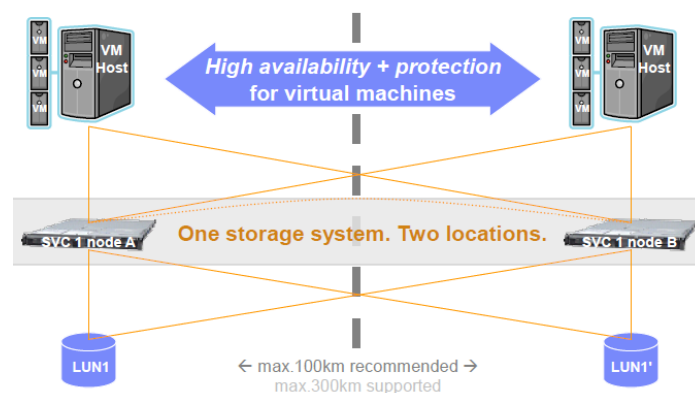 VM
VM
VM
VM
Host
High availability + protection
for virtual machines
VM
VM
VM
VM
Host
SVC 1 node A
One storage system. Two locations.
SVC 1 node B
LUN1
← max.100km recommended →
max.300km supported
LUN1'